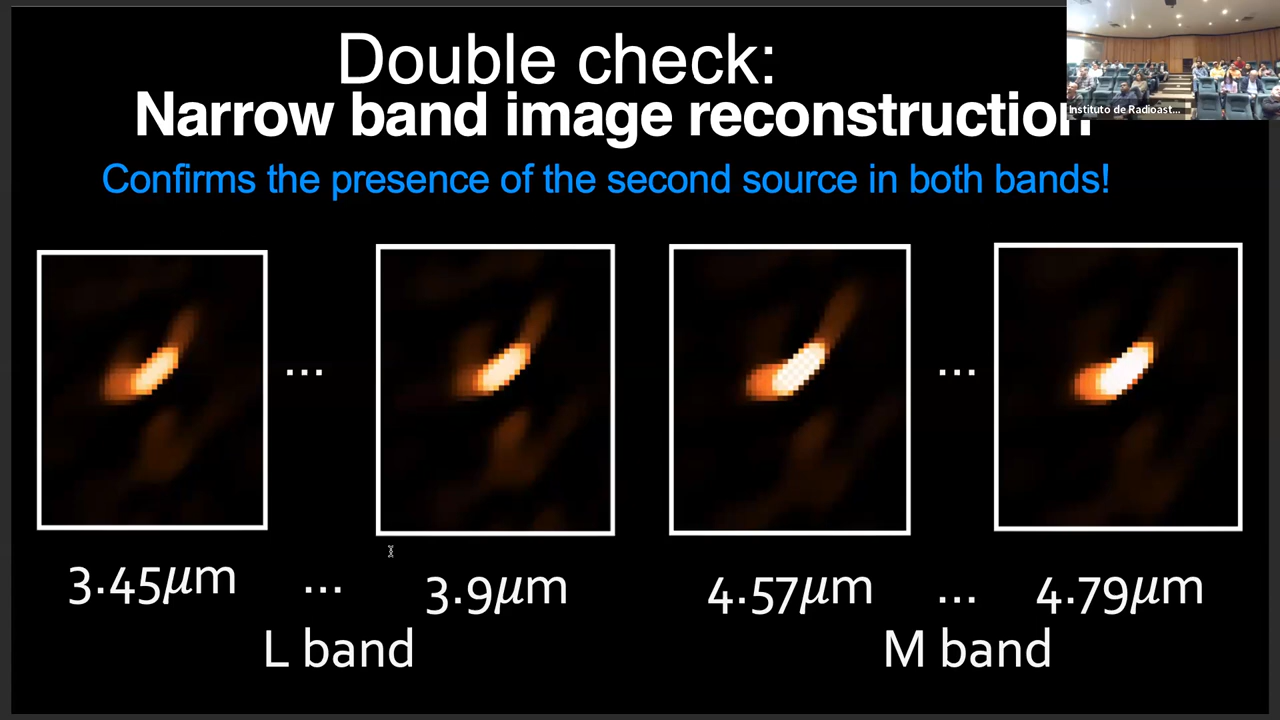 Double check:
Instituto de Radioast...
Narrow band image reconstruction
Confirms the presence of the second source in both bands!
... ...
3.45μm ... 3.9μm 4.57μm ... 4.79μm
L band M band